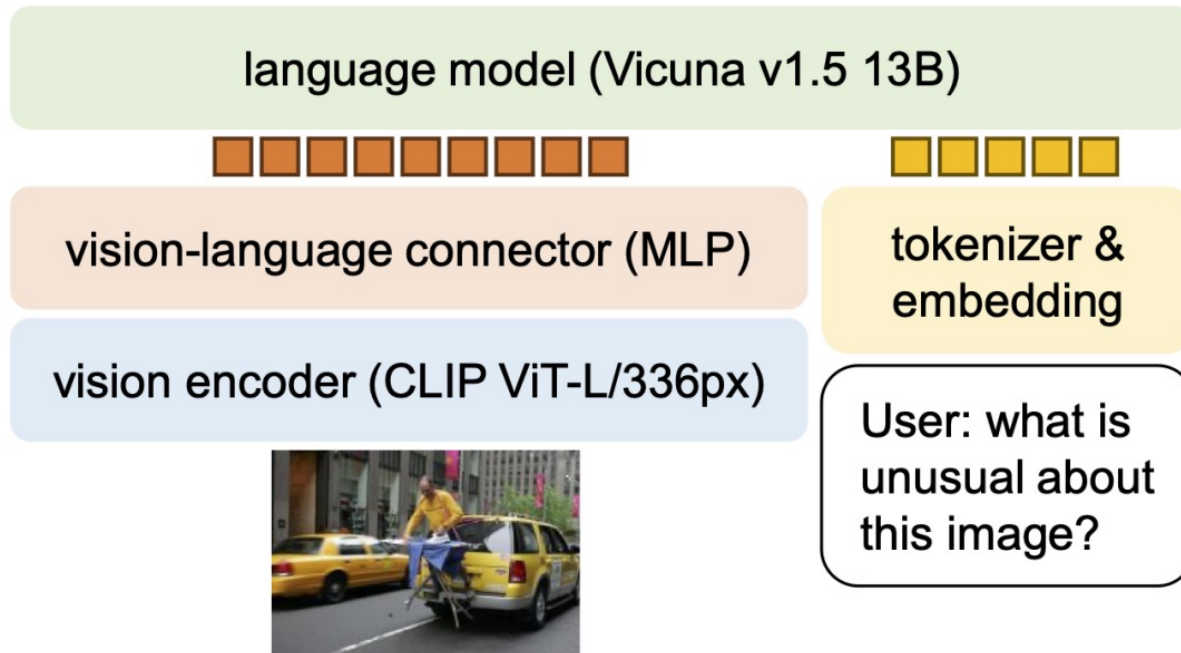 language model (Vicuna v1.5 13B)
vision-language connector (MLP)
tokenizer &
embedding
vision encoder (CLIP ViT-L/336px)
User: what is
unusual about
this image?